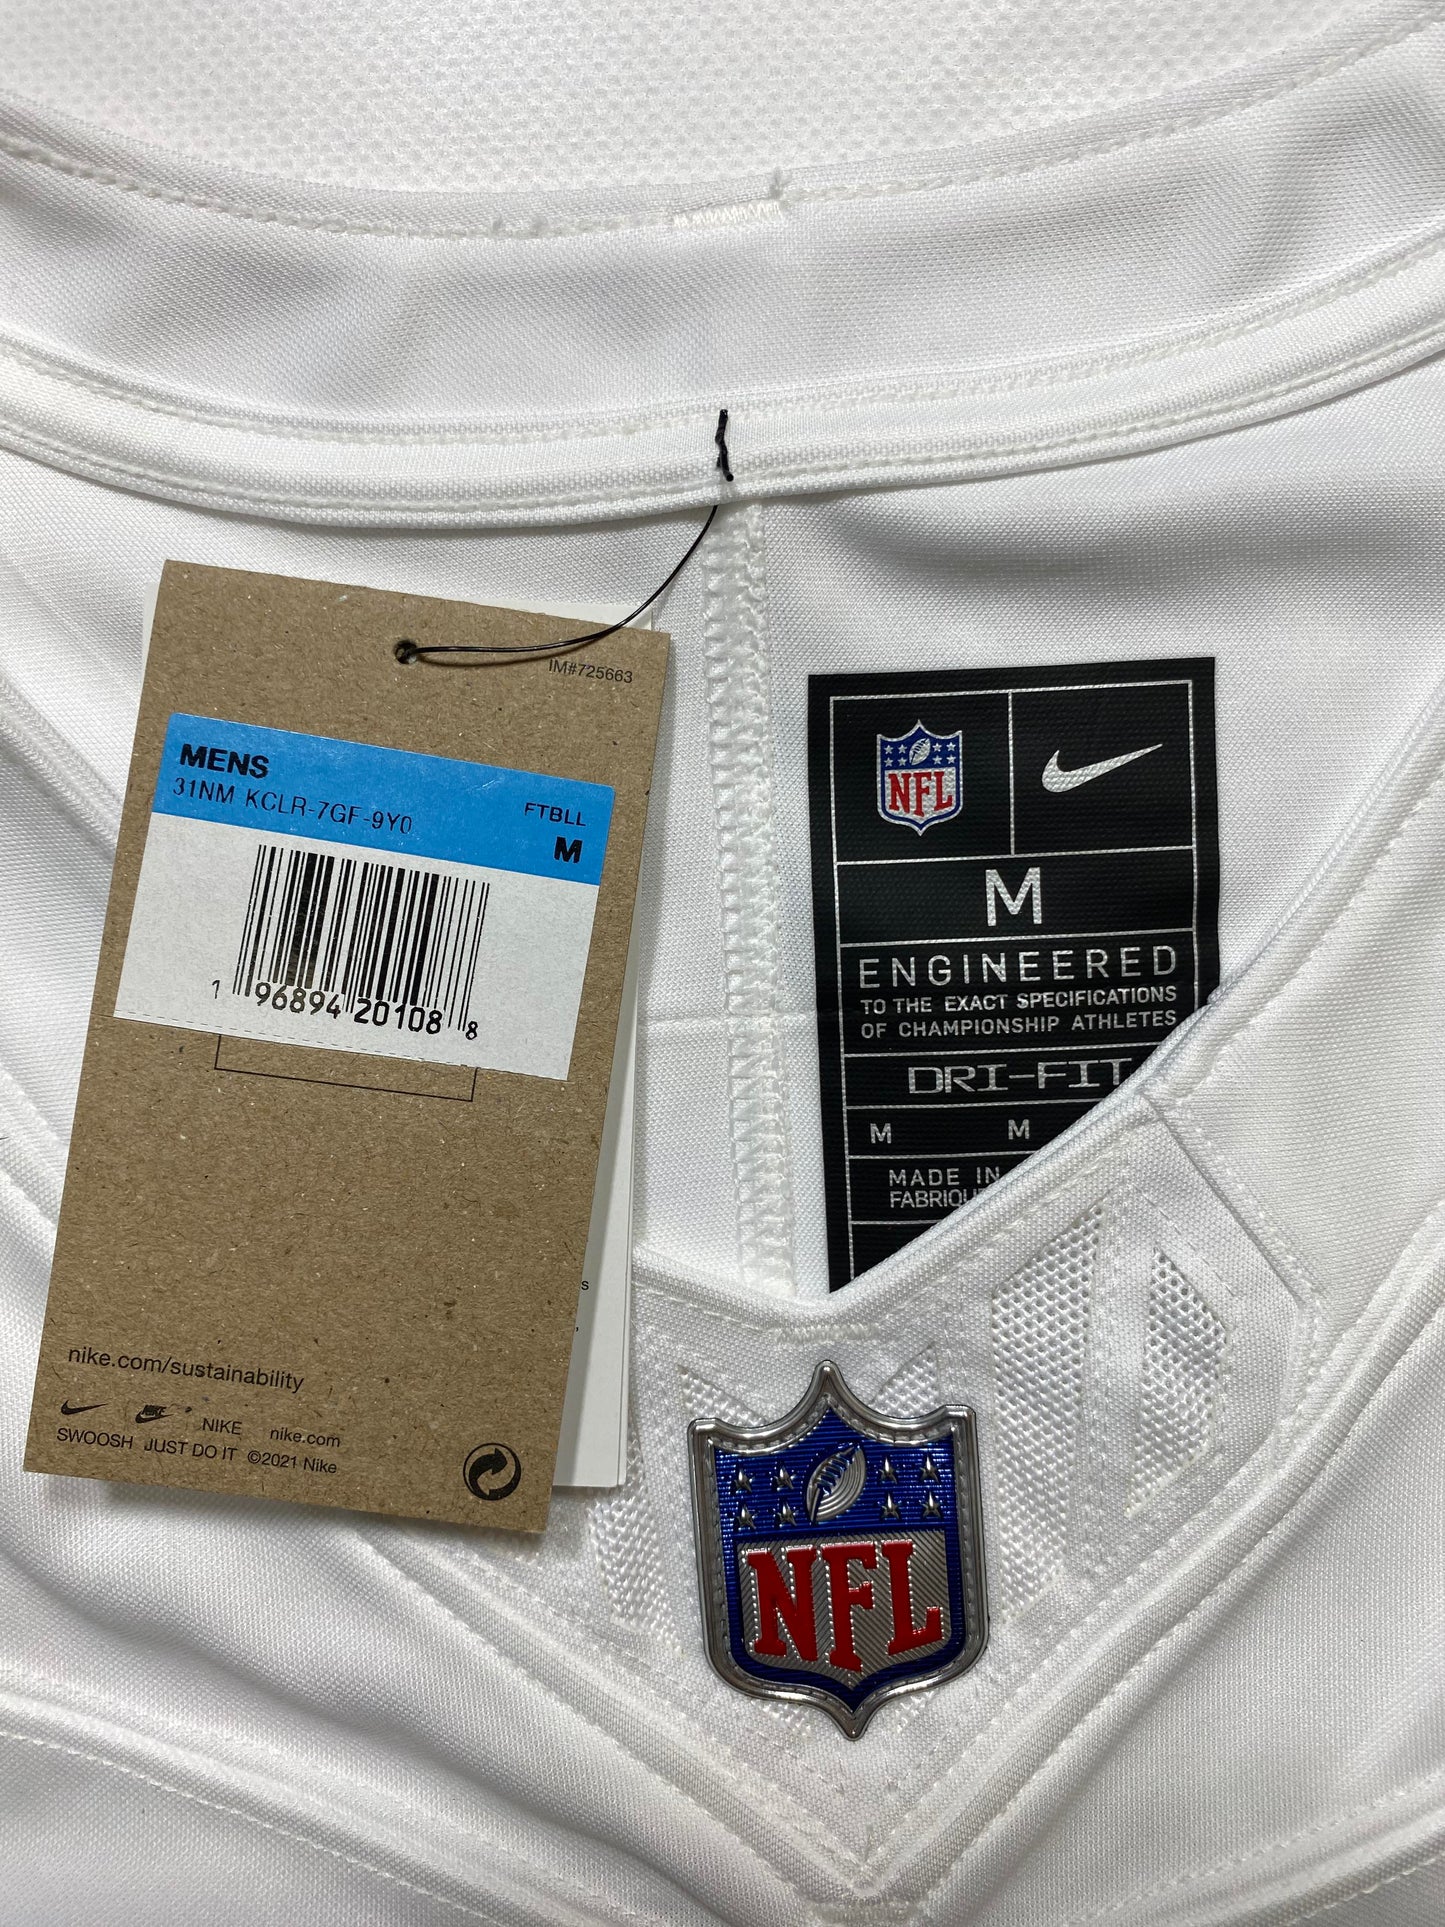 IM#725663
MENS
31NM KCLR-7GF-9Y0
FTBLL
M
1 96894 20108 8
nike.com/sustainability
NIKE nike.com
SWOOSH JUST DO IT ©2021 Nike
NFL
M
ENGINEERED
TO THE EXACT SPECIFICATIONS
OF CHAMPIONSHIP ATHLETES
DRI-FIT
M M
MADE IN
NFL